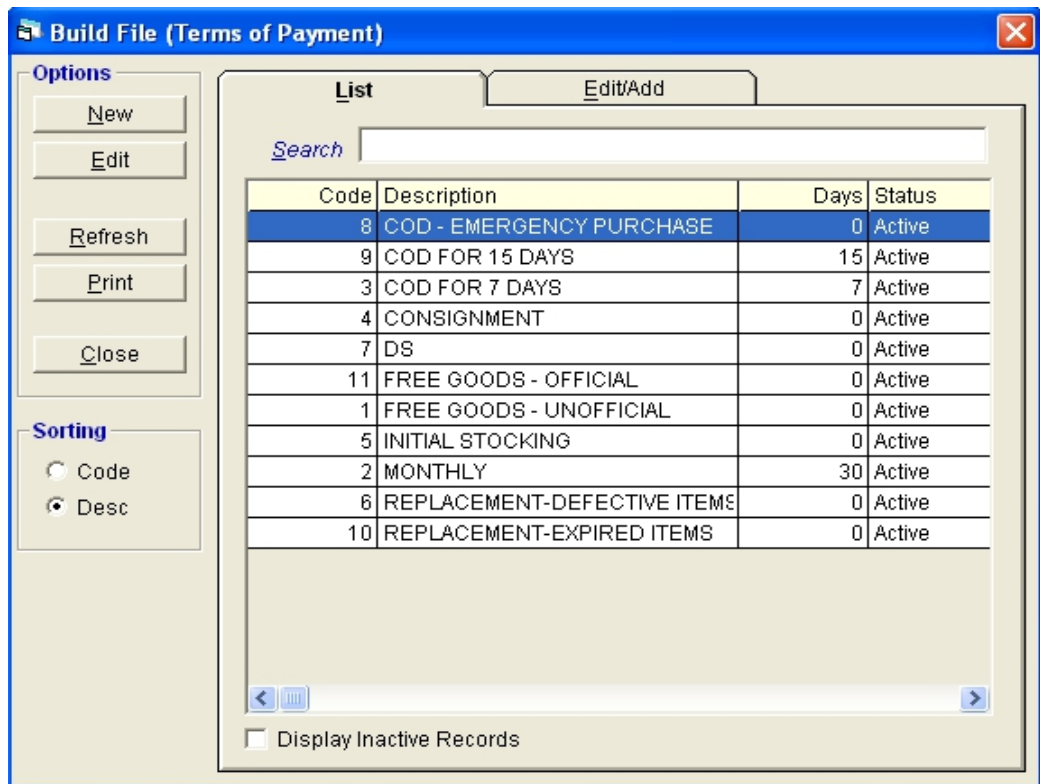 Build File (Terms of Payment)
Options
New
Edit
Refresh
Print
Close
Sorting
Code
Desc
List Edit/Add
Search
Code Description Days Status
8 COD - EMERGENCY PURCHASE 0 Active
9 COD FOR 15 DAYS 15 Active
3 COD FOR 7 DAYS 7 Active
4 CONSIGNMENT 0 Active
7 DS 0 Active
11 FREE GOODS - OFFICIAL 0 Active
1 FREE GOODS - UNOFFICIAL 0 Active
5 INITIAL STOCKING 0 Active
2 MONTHLY 30 Active
6 REPLACEMENT-DEFECTIVE ITEMS 0 Active
10 REPLACEMENT-EXPIRED ITEMS 0 Active
Display Inactive Records